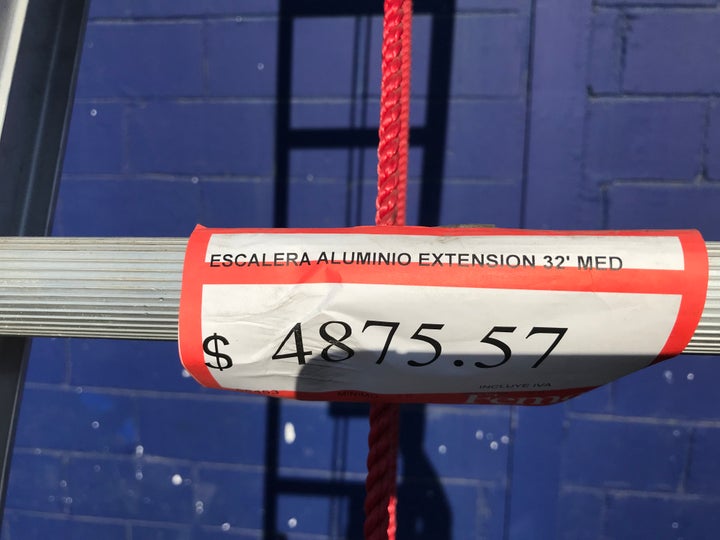 ESCALERA ALUMINIO EXTENSION 32' MED
$ 4875.57
INCLUYE IVA